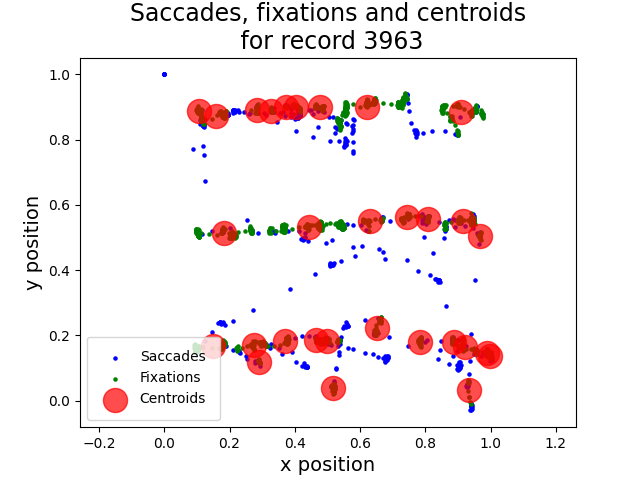 Saccades, fixations and centroids
for record 3963
1.0
0.8
0.6
0.4
0.2
0.0
y position
Saccades
Fixations
Centroids
−0.2 0.0 0.2 0.4 0.6 0.8 1.0 1.2
x position